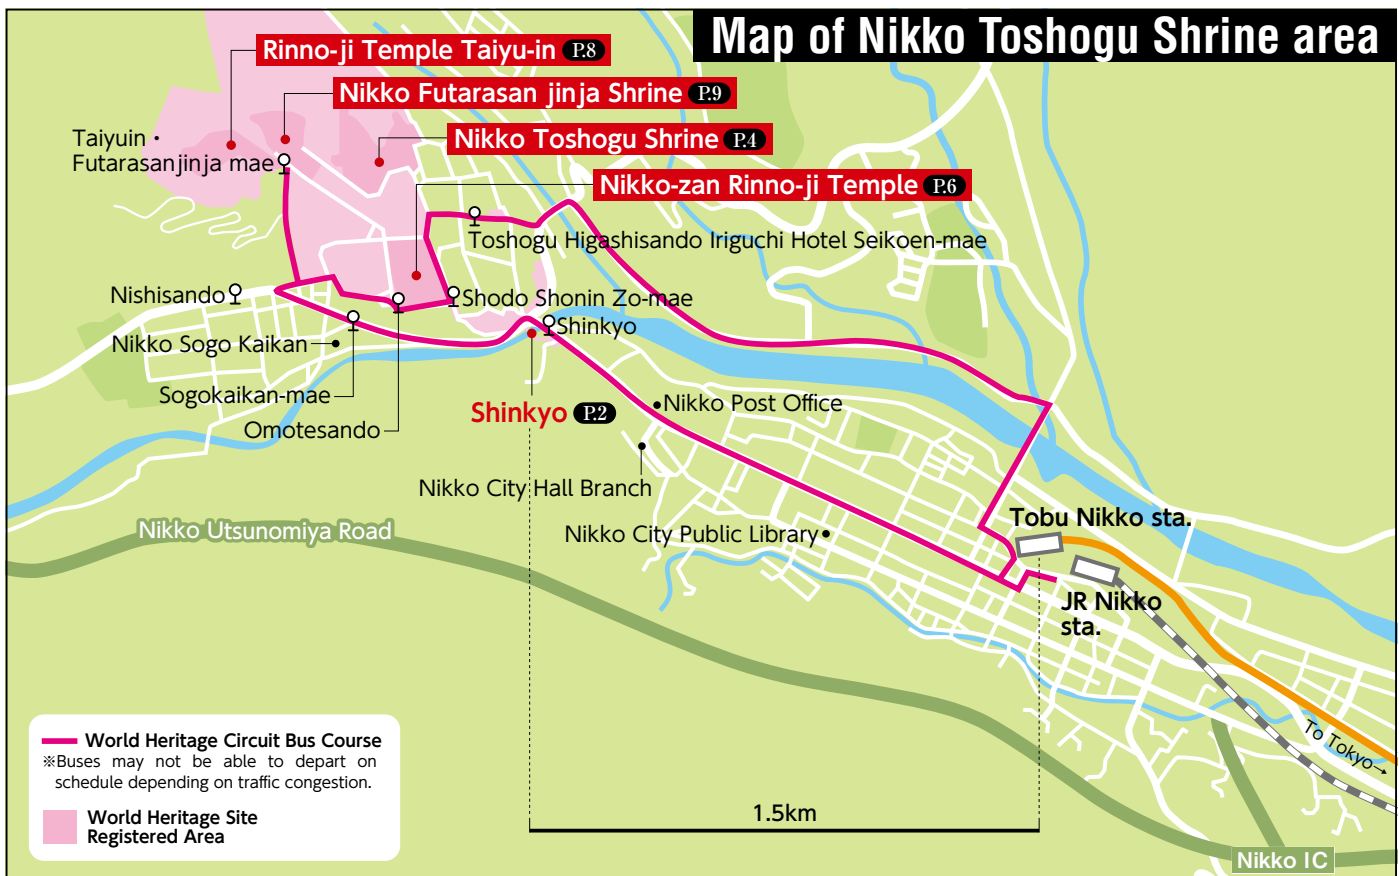 Map of Nikko Toshogu Shrine area
Rinno-ji Temple Taiyu-in P.8
Nikko Futarasan jinja Shrine P.9
Taiyuin・
Futarasanjinja mae
Nikko Toshogu Shrine P.4
Nikko-zan Rinno-ji Temple P.6
Toshogu Higashisando Iriguchi Hotel Seikoen-mae
Nishisando
Shodo Shonin Zo-mae
Shinkyo
Nikko Sogo Kaikan
Sogokaikan-mae
Shinkyo P.2
Nikko Post Office
Omotesando
Nikko City Hall Branch
Nikko Utsunomiya Road
Nikko City Public Library
Tobu Nikko sta.
JR Nikko
sta.
To Tokyo→
World Heritage Circuit Bus Course
※Buses may not be able to depart on
schedule depending on traffic congestion.
World Heritage Site
Registered Area
1.5km
Nikko IC